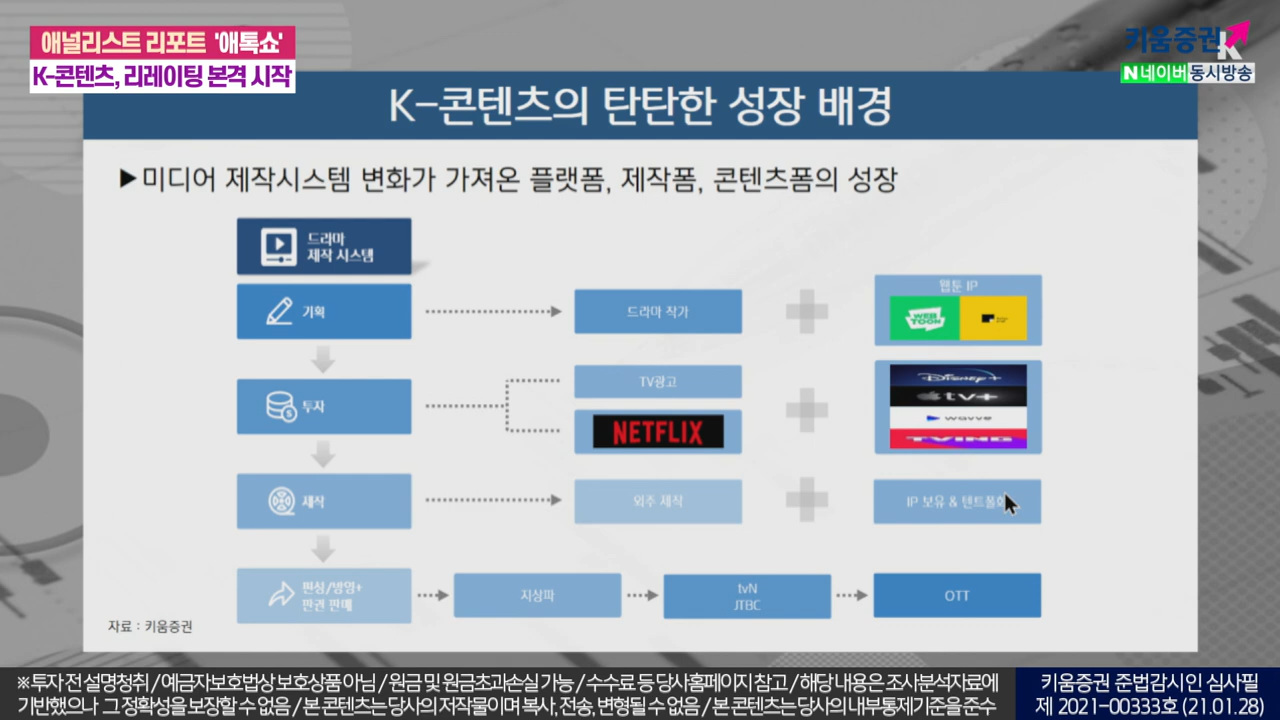 애널리스트 리포트 '애톡쇼'
K-콘텐츠, 리레이팅 본격 시작
키움증권
N 네이버 동시방송
K-콘텐츠의 탄탄한 성장 배경
▶미디어 제작시스템 변화가 가져온 플랫폼, 제작폼, 콘텐츠폼의 성장
드라마
제작 시스템
기획
드라마 작가
웹툰 IP
WEB
TOON
투자
TV광고
NETFLIX
Disney+
tv+
wavve
TVING
제작
외주 제작
IP 보유 & 텐트폴화
편성/방영+
판권 판매
지상파
tvN
JTBC
OTT
자료 : 키움증권
※투자 전 설명청취 / 예금자보호법상 보호상품 아님 / 원금 및 원금초과손실 가능 / 수수료 등 당사홈페이지 참고 / 해당 내용은 조사분석자료에
기반했으나 그 정확성을 보장할 수 없음 / 본 콘텐츠는 당사의 저작물이며 복사, 전송, 변형될 수 없음 / 본 콘텐츠는 당사의 내부통제기준을 준수
키움증권 준법감시인 심사필
제 2021-00333호 (21.01.28)